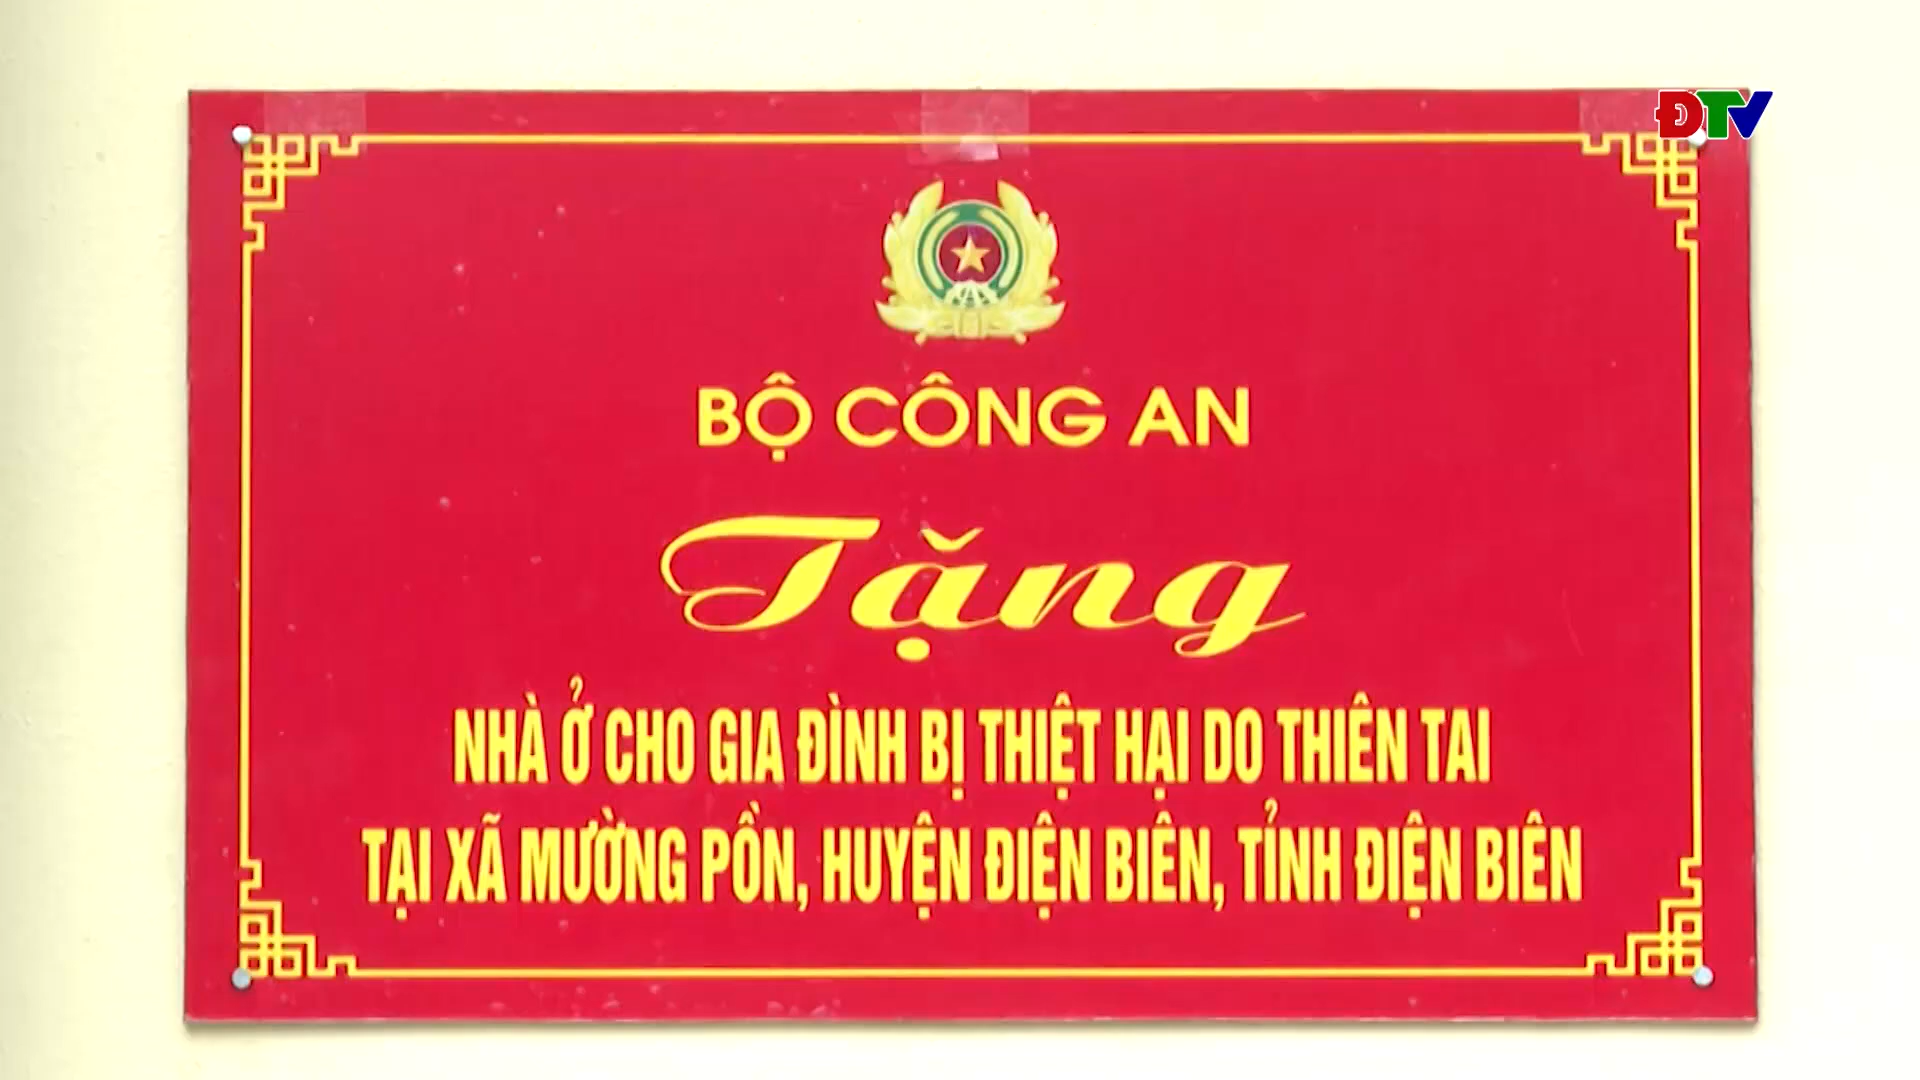 ĐTV
BỘ CÔNG AN
Tặng
NHÀ Ở CHO GIA ĐÌNH BỊ THIỆT HẠI DO THIÊN TAI
TẠI XÃ MƯỜNG PỒN, HUYỆN ĐIỆN BIÊN, TỈNH ĐIỆN BIÊN